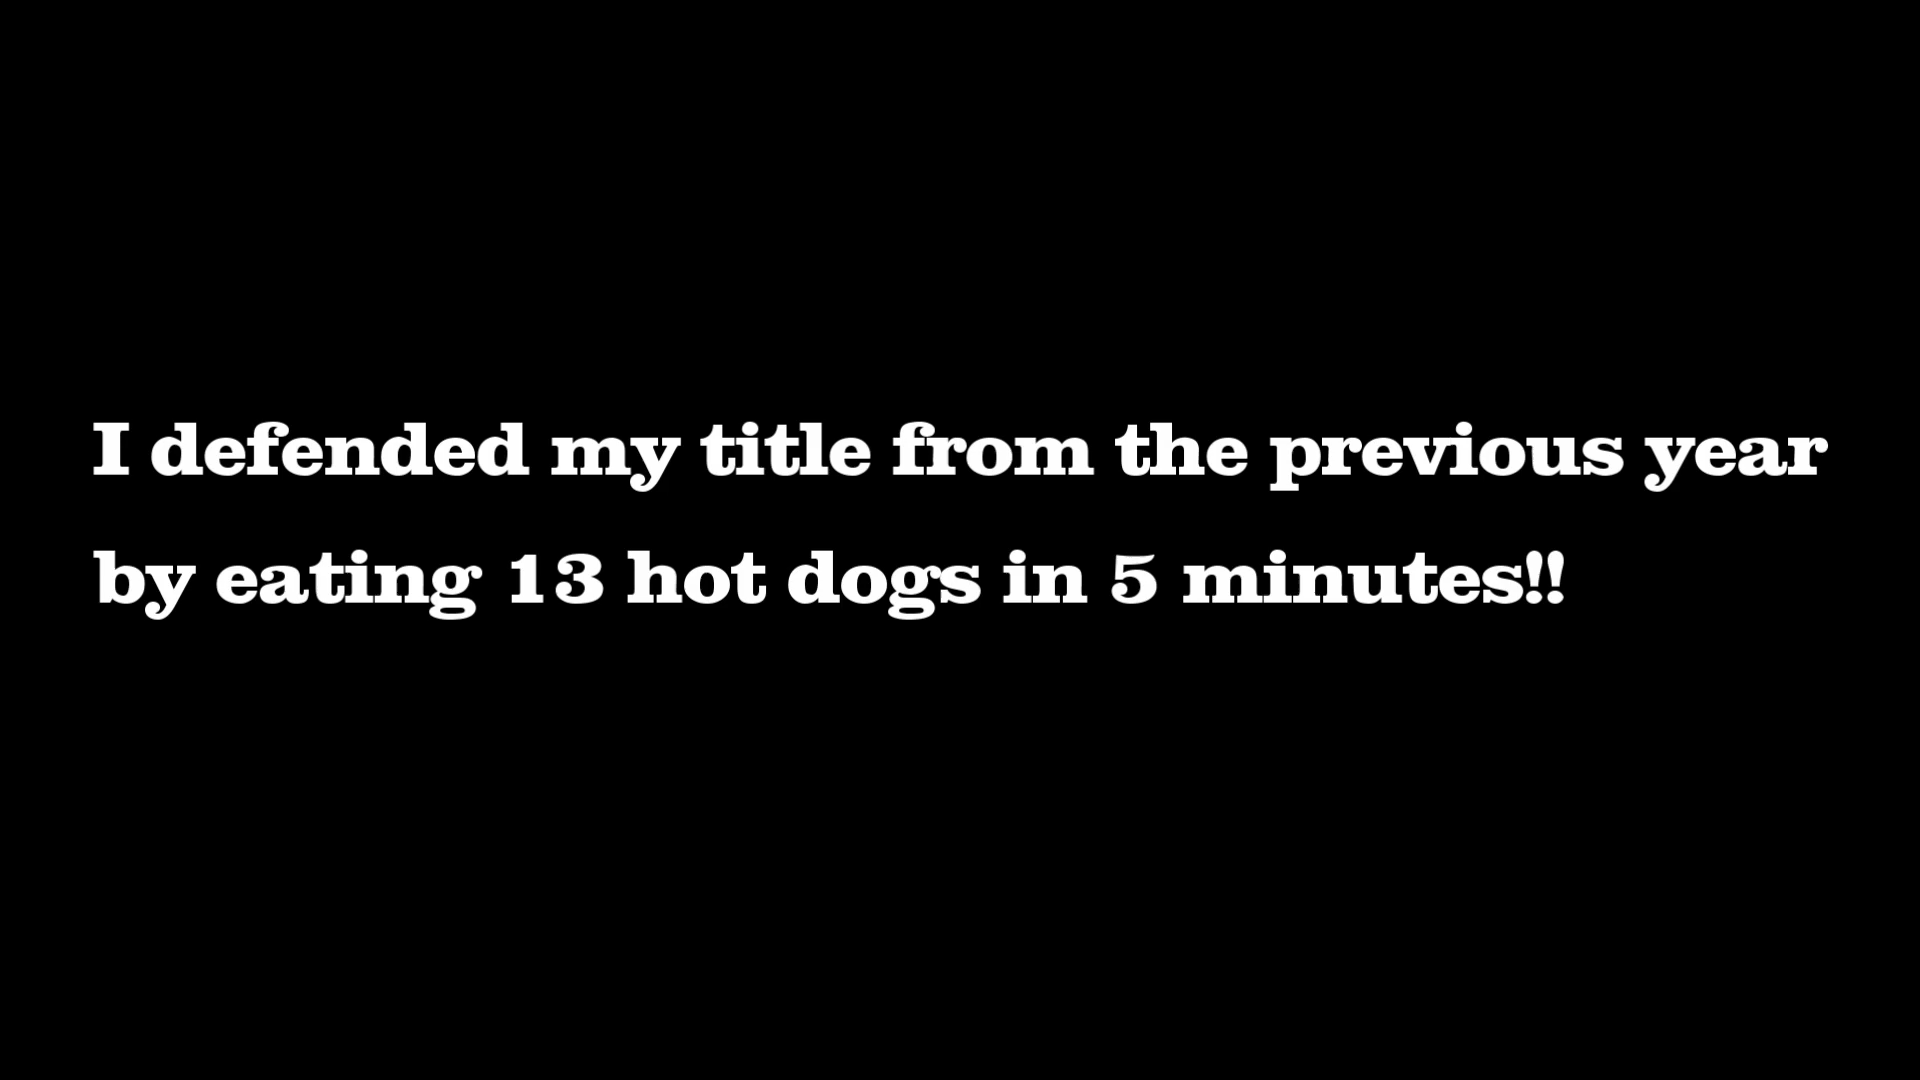 I defended my title from the previous year
by eating 13 hot dogs in 5 minutes!!